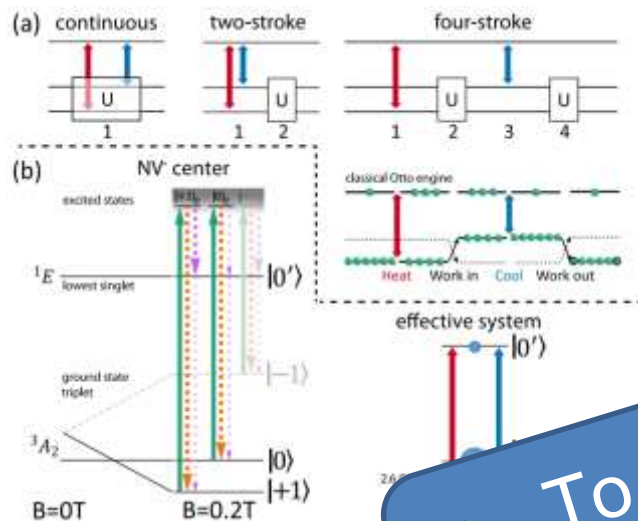 (a) continuous two-stroke four-stroke
U U U U
1 1 2 1 2 3 4
(b) NV⁻ center
classical Otto engine
excited states
Heat Work in Cool Work out
¹E |0'⟩
lowest singlet
effective system
|0'⟩
ground state triplet
|−1⟩
³A₂ |0⟩
|+1⟩
B=0T B=0.2T
To